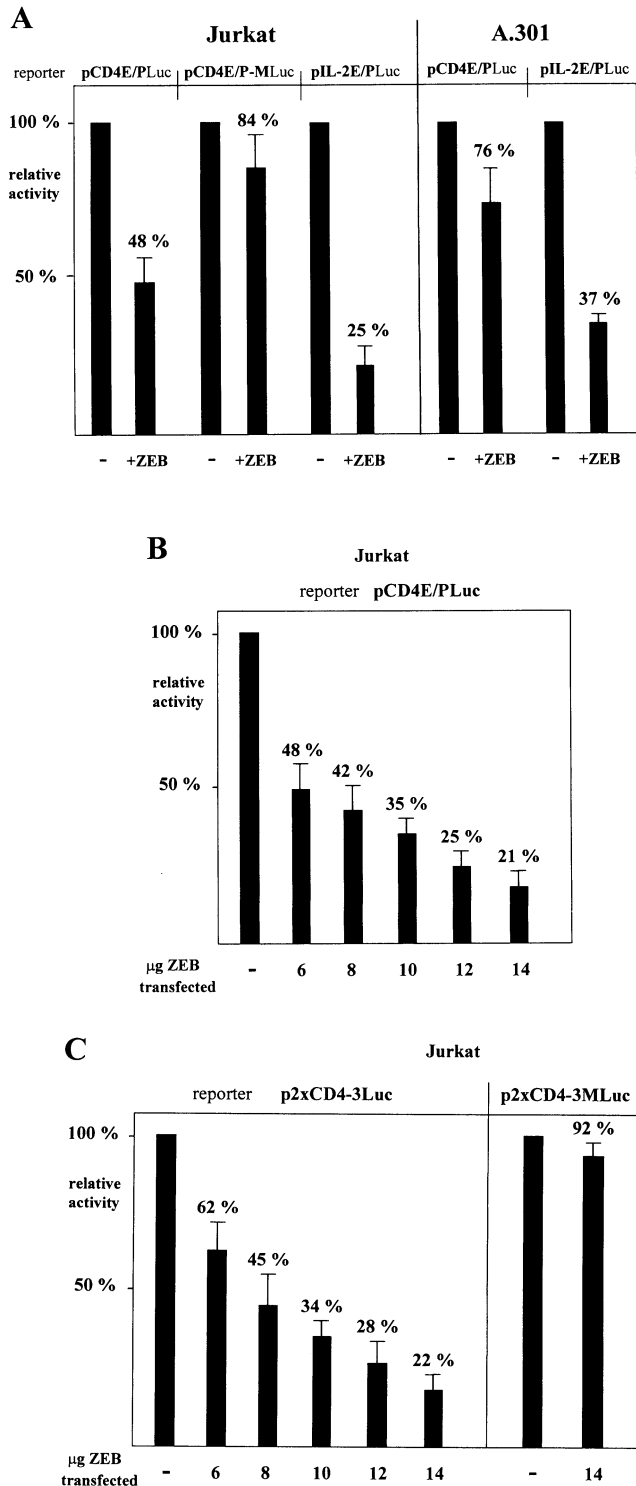 A
Jurkat A.301
reporter pCD4E/PLuc pCD4E/P-MLuc pIL-2E/PLuc pCD4E/PLuc pIL-2E/PLuc
100 %
84 %
76 %
relative
activity
48 %
50 %
37 %
25 %
- +ZEB - +ZEB - +ZEB - +ZEB - +ZEB
B
Jurkat
reporter pCD4E/PLuc
100 %
relative
activity
48 %
42 %
50 %
35 %
25 %
21 %
µg ZEB
transfected
- 6 8 10 12 14
C
Jurkat
reporter p2xCD4-3Luc p2xCD4-3MLuc
100 %
92 %
relative
activity
62 %
45 %
50 %
34 %
28 %
22 %
µg ZEB
transfected
- 6 8 10 12 14 - 14